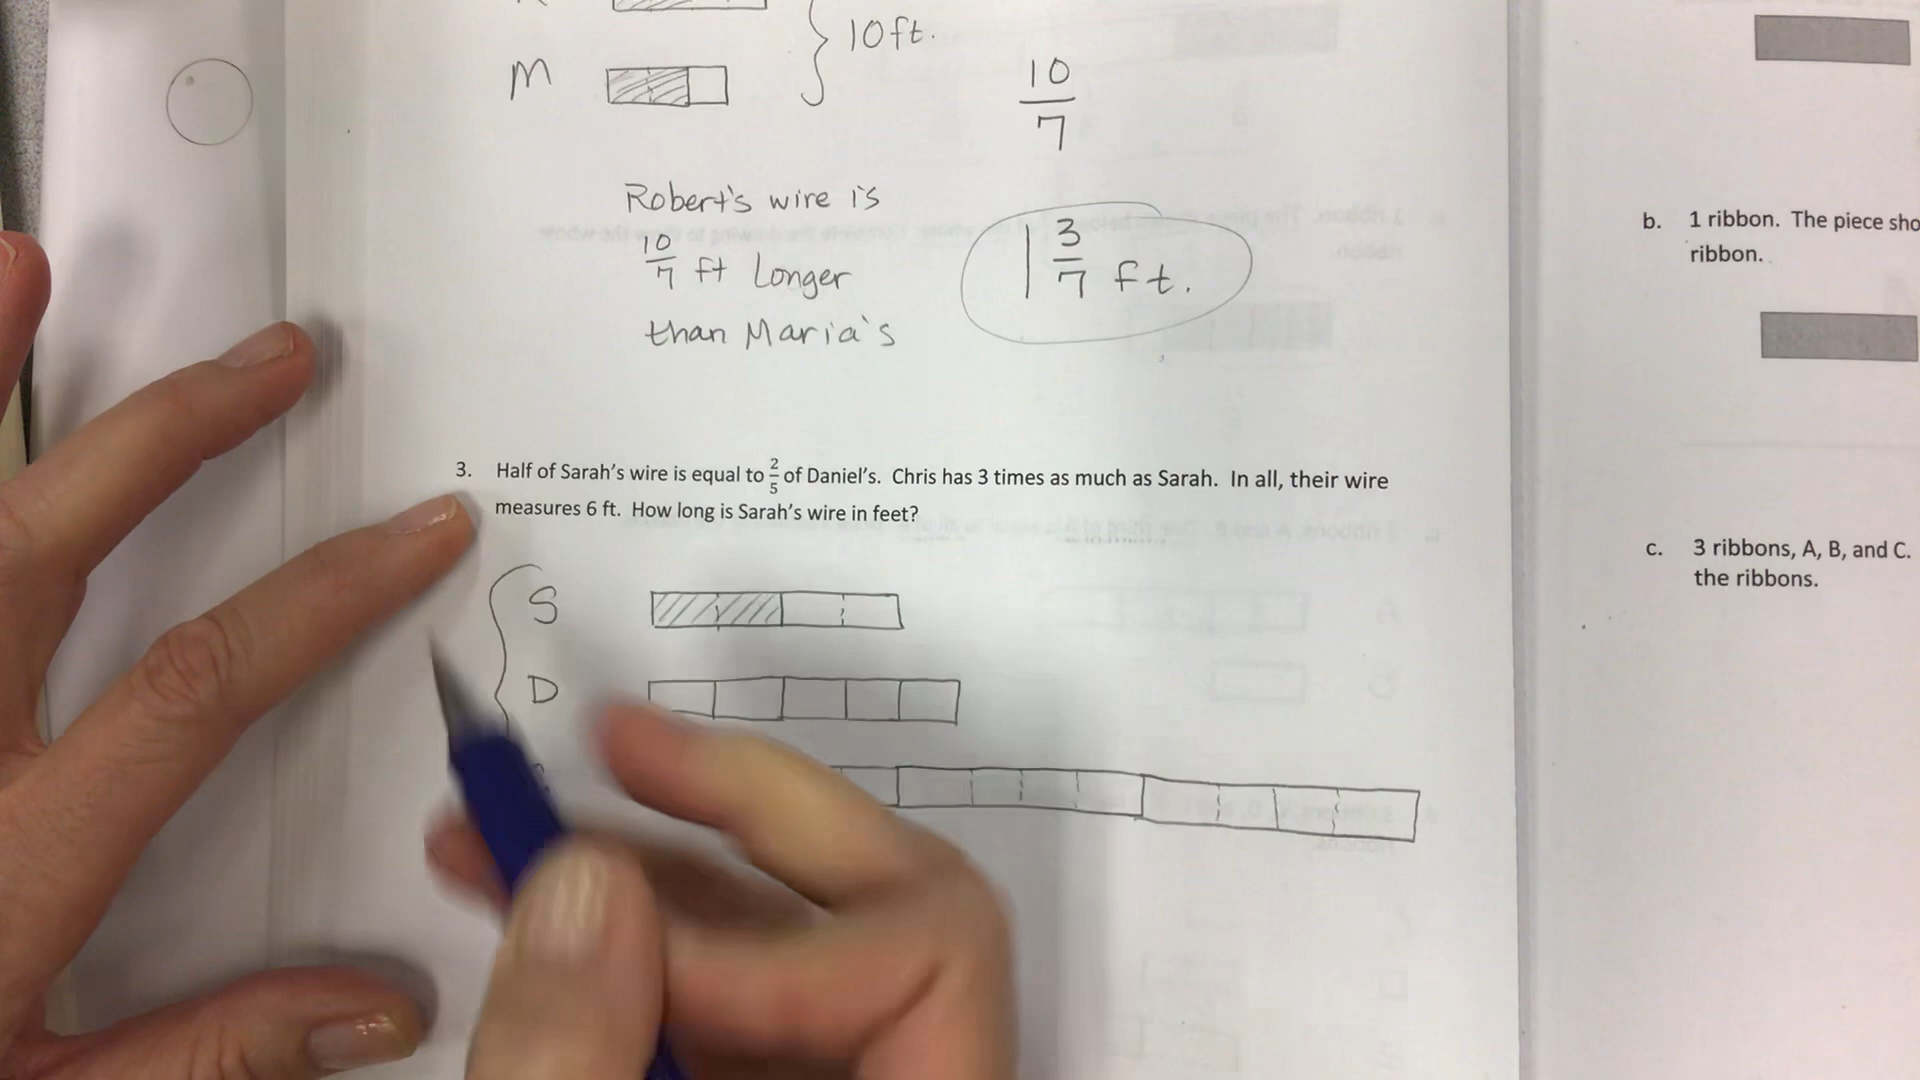 10ft.
M
10
7
Robert's wire is
10/7 ft Longer
than Maria's
1 3/7 ft.
3. Half of Sarah's wire is equal to 2/5 of Daniel's. Chris has 3 times as much as Sarah. In all, their wire
measures 6 ft. How long is Sarah's wire in feet?
S
D
b. 1 ribbon. The piece sho
ribbon.
c. 3 ribbons, A, B, and C.
the ribbons.